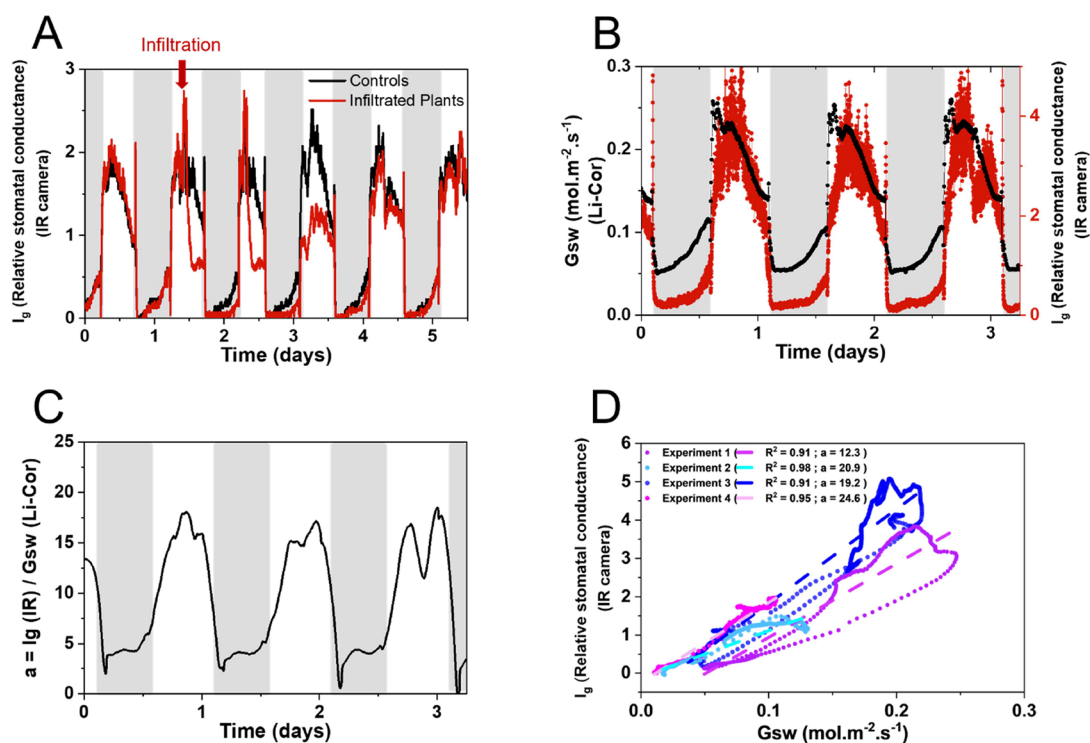 A
Infiltration
Controls
Infiltrated Plants
I_g (Relative stomatal conductance)
(IR camera)
3
2
1
0
0 1 2 3 4 5
Time (days)
B
Gsw (mol.m⁻².s⁻¹)
(Li-Cor)
0.3
0.2
0.1
0.0
0 1 2 3
Time (days)
4
2
0
I_g (Relative stomatal conductance)
(IR camera)
C
a = Ig (IR) / Gsw (Li-Cor)
25
20
15
10
5
0
0 1 2 3
Time (days)
D
I_g (Relative stomatal conductance)
(IR camera)
6
5
4
3
2
1
0
Experiment 1 ( R² = 0.91 ; a = 12.3 )
Experiment 2 ( R² = 0.98 ; a = 20.9 )
Experiment 3 ( R² = 0.91 ; a = 19.2 )
Experiment 4 ( R² = 0.95 ; a = 24.6 )
0.0 0.1 0.2 0.3
Gsw (mol.m⁻².s⁻¹)